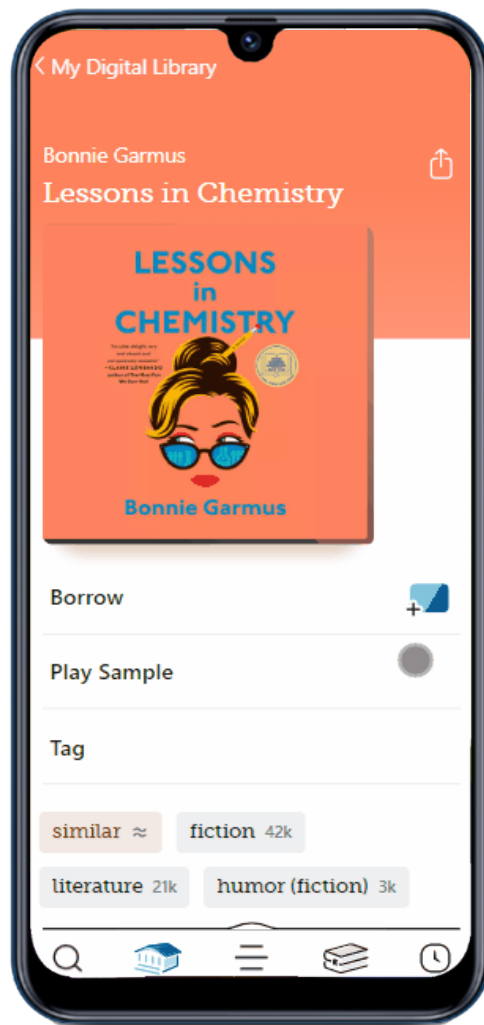 < My Digital Library
Bonnie Garmus
Lessons in Chemistry
LESSONS
in
CHEMISTRY
Bonnie Garmus
Borrow
Play Sample
Tag
similar ≈ fiction 42k
literature 21k humor (fiction) 3k